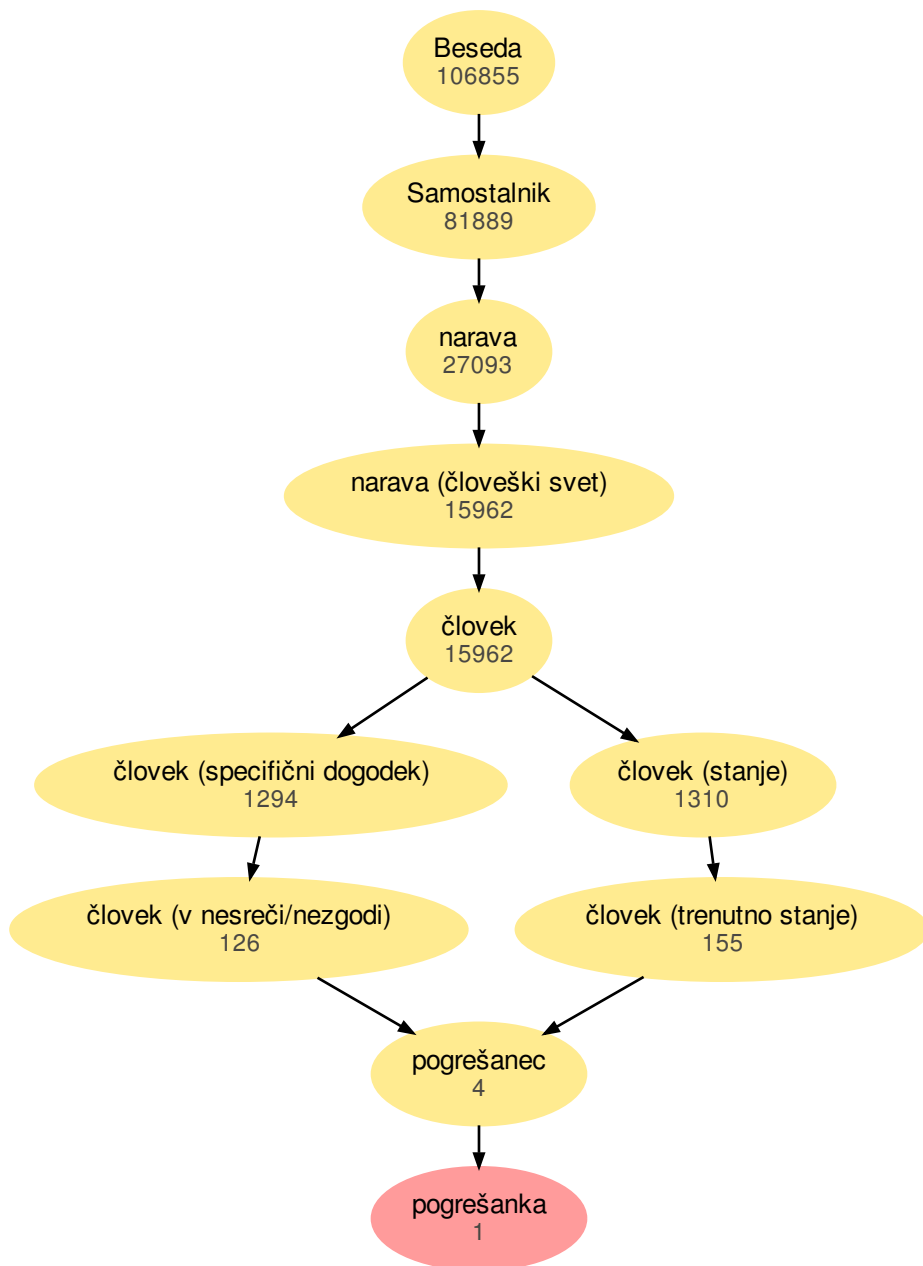 Beseda
106855
Samostalnik
81889
narava
27093
narava (človeški svet)
15962
človek
15962
človek (specifični dogodek)
1294
človek (stanje)
1310
človek (v nesreči/nezgodi)
126
človek (trenutno stanje)
155
pogrešanec
4
pogrešanka
1